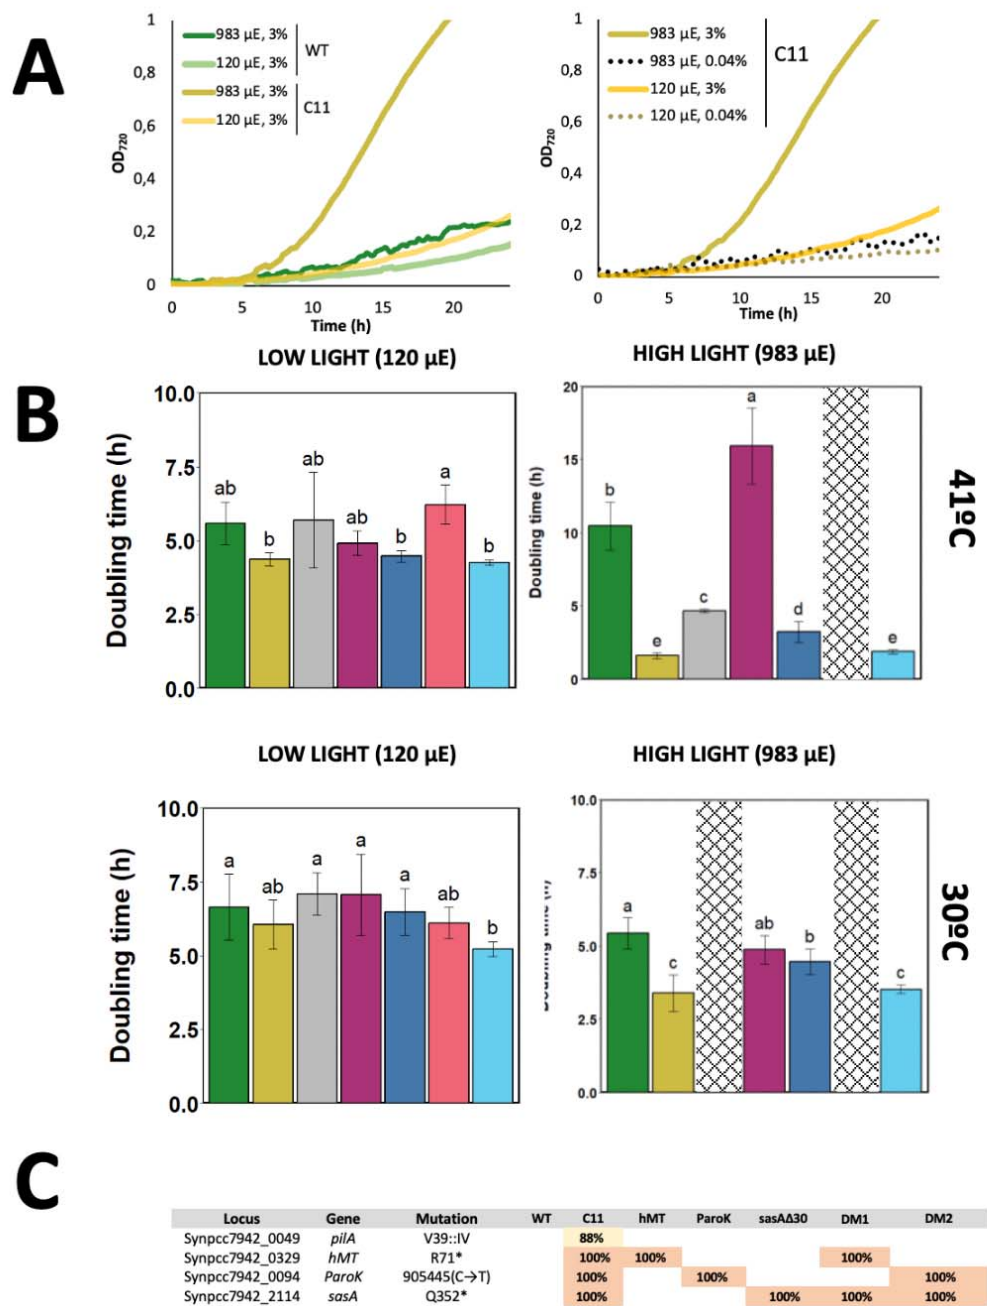 A
1
0,8
0,6
0,4
0,2
0
OD720
0 5 10 15 20
Time (h)
983 µE, 3%
120 µE, 3%
WT
983 µE, 3%
120 µE, 3%
C11
1
0,8
0,6
0,4
0,2
0
OD720
0 5 10 15 20
Time (h)
983 µE, 3%
983 µE, 0.04%
120 µE, 3%
120 µE, 0.04%
C11
B
LOW LIGHT (120 µE)
Doubling time (h)
10.0
7.5
5.0
2.5
0.0
ab b ab ab b a b
HIGH LIGHT (983 µE)
Doubling time (h)
20
15
10
5
0
b e c a d e
41ºC
LOW LIGHT (120 µE)
Doubling time (h)
10.0
7.5
5.0
2.5
0.0
a ab a a a ab b
HIGH LIGHT (983 µE)
10.0
7.5
5.0
2.5
0.0
a c ab b c
30ºC
C
Locus Gene Mutation WT C11 hMT ParoK sasAΔ30 DM1 DM2
Synpcc7942_0049 pilA V39::IV 88%
Synpcc7942_0329 hMT R71* 100% 100% 100%
Synpcc7942_0094 ParoK 905445(C→T) 100% 100% 100%
Synpcc7942_2114 sasA Q352* 100% 100% 100% 100%